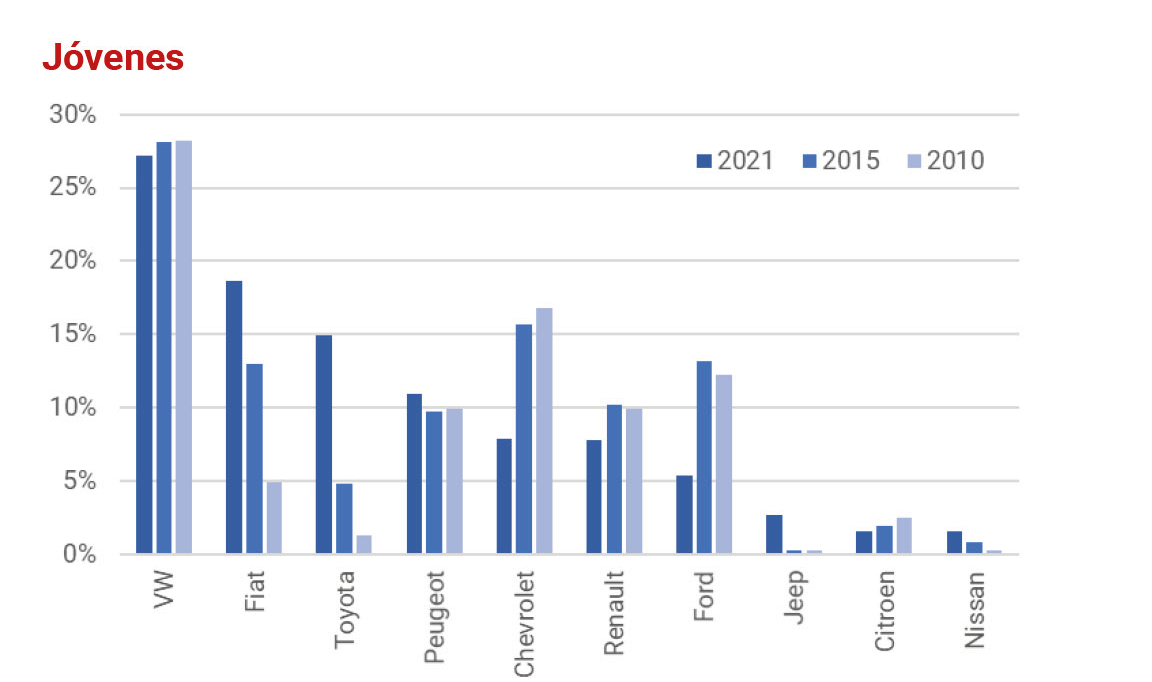 Jóvenes
30%
2021 2015 2010
25%
20%
15%
10%
5%
0%
VW Fiat Toyota Peugeot Chevrolet Renault Ford Jeep Citroen Nissan